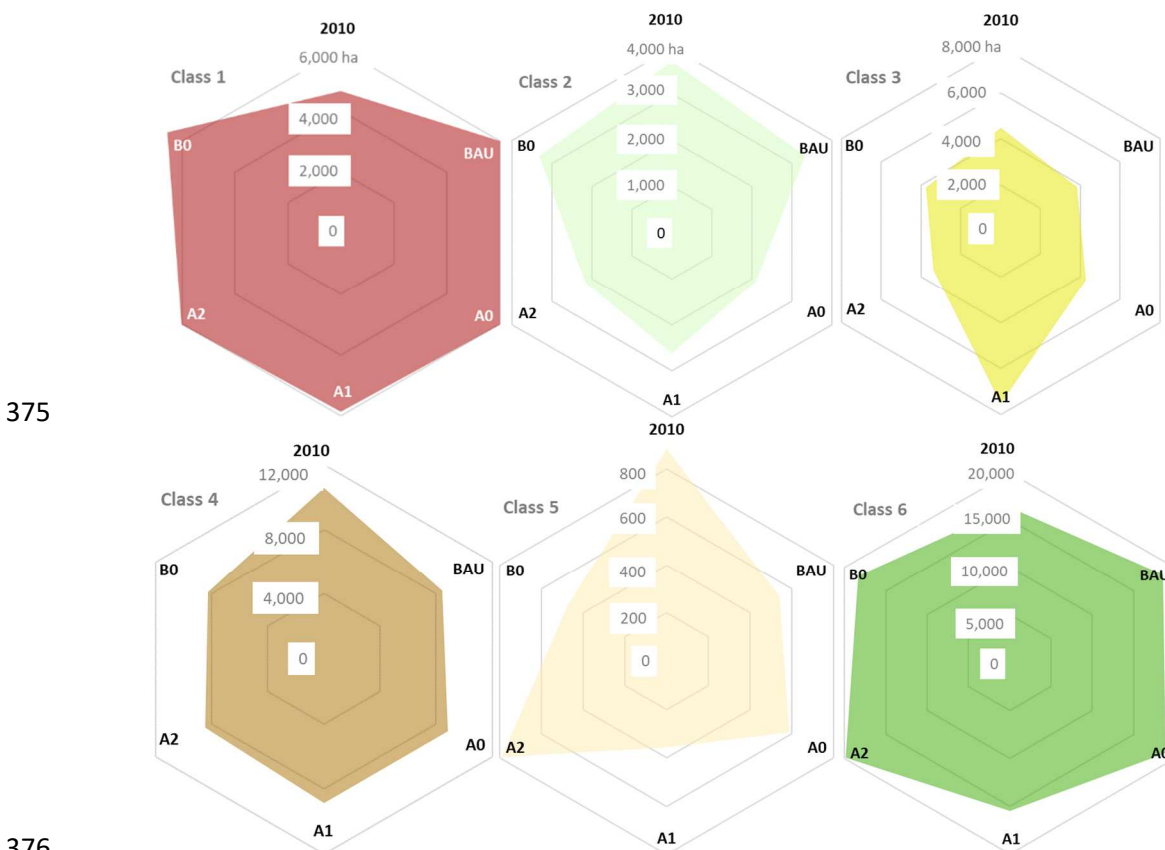 2010
6,000 ha
Class 1
4,000
B0
BAU
2,000
0
A2
A0
A1
2010
4,000 ha
Class 2
3,000
B0
2,000
BAU
1,000
0
A2
A0
A1
2010
8,000 ha
Class 3
6,000
B0
4,000
BAU
2,000
0
A2
A0
A1
375
2010
12,000
Class 4
8,000
B0
BAU
4,000
0
A2
A0
A1
2010
800
Class 5
600
B0
400
BAU
200
0
A2
A0
A1
2010
20,000
Class 6
15,000
B0
10,000
BAU
5,000
0
A2
A0
A1
376